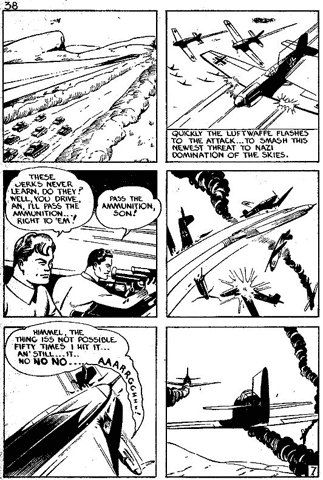 38
QUICKLY THE LUFTWAFFE FLASHES
TO THE ATTACK...TO SMASH THIS
NEWEST THREAT TO NAZI
DOMINATION OF THE SKIES.
THESE
JERKS NEVER
LEARN, DO THEY?
WELL, YOU DRIVE,
AN, I'LL PASS THE
AMMUNITION...
RIGHT TO 'EM!
PASS THE
AMMUNITION,
SON!
HIMMEL, THE
THING ISS NOT POSSIBLE
FIFTY TIMES I HIT IT...
AN' STILL...IT..
NO NO NO.....AAARRGGHH!!
7